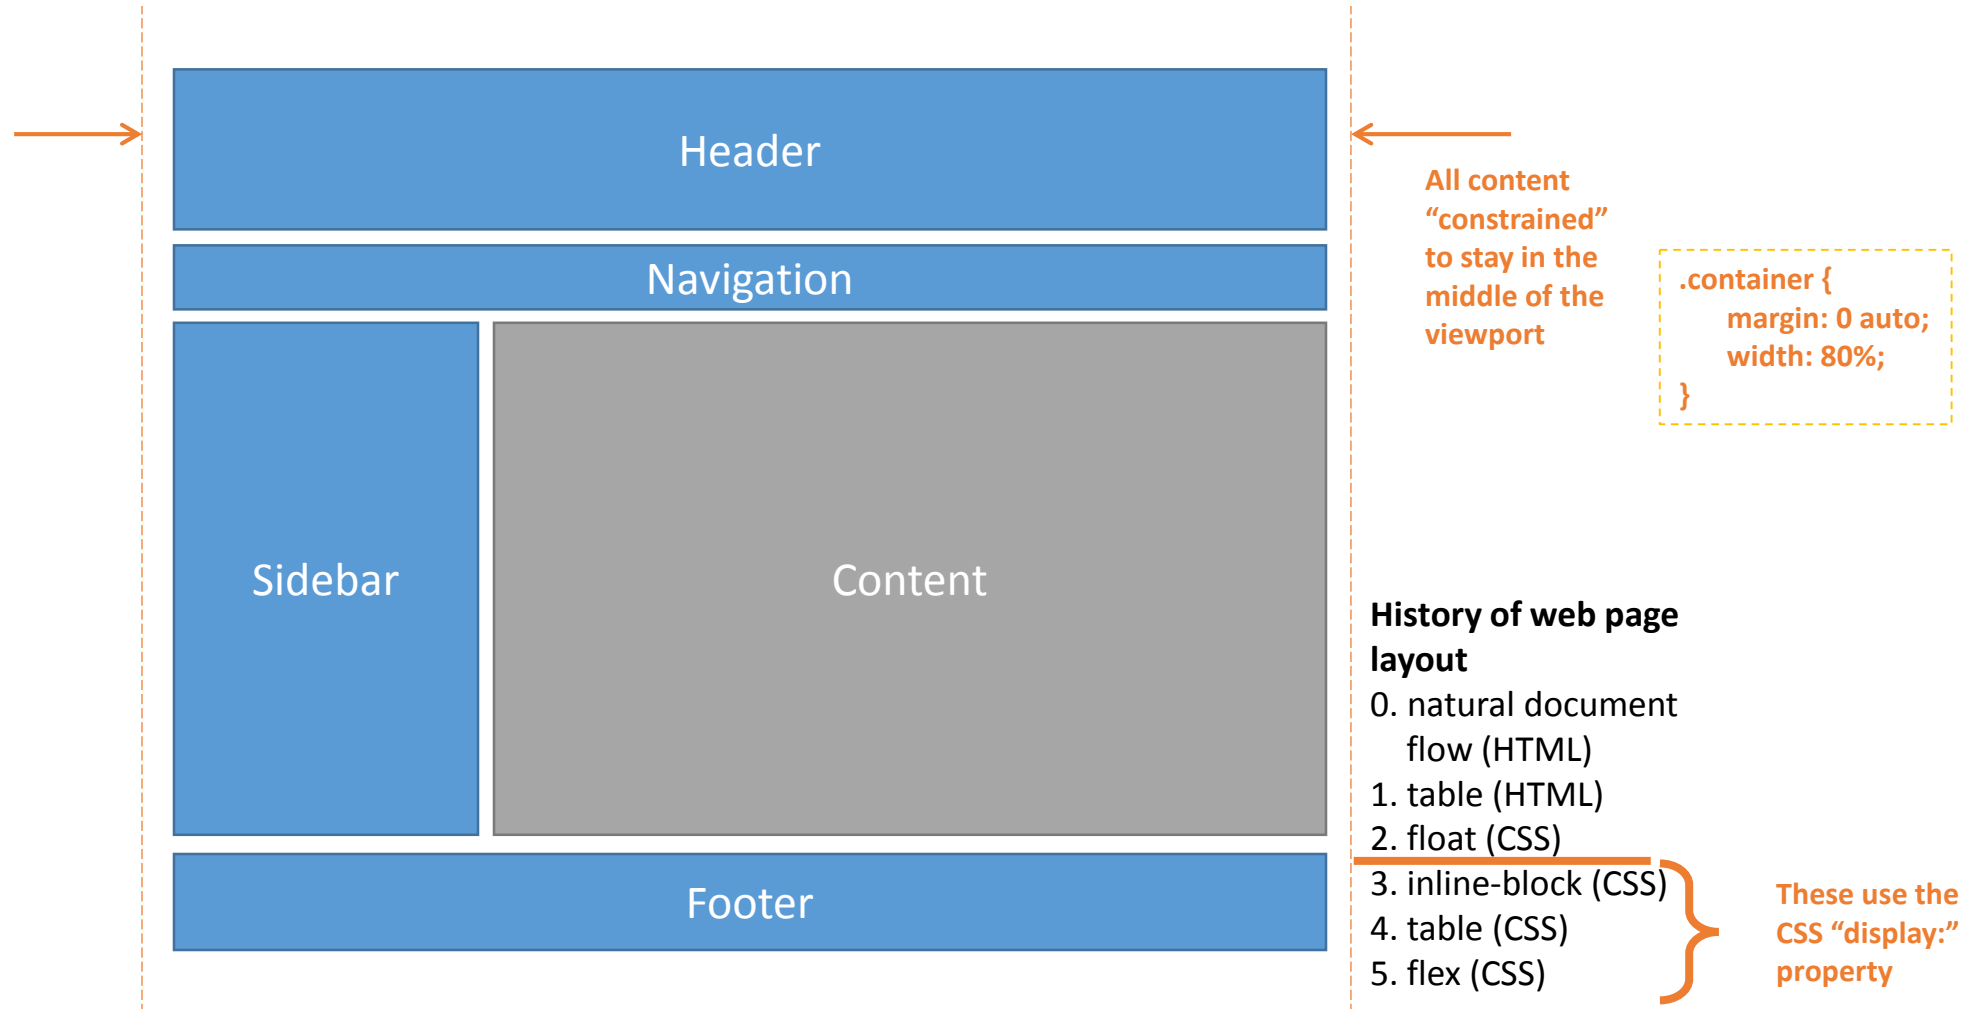 Header
Navigation
Sidebar
Content
Footer
All content
“constrained”
to stay in the
middle of the
viewport
.container {
margin: 0 auto;
width: 80%;
}
History of web page
layout
0. natural document
flow (HTML)
1. table (HTML)
2. float (CSS)
3. inline-block (CSS)
4. table (CSS)
5. flex (CSS)
These use the
CSS “display:”
property